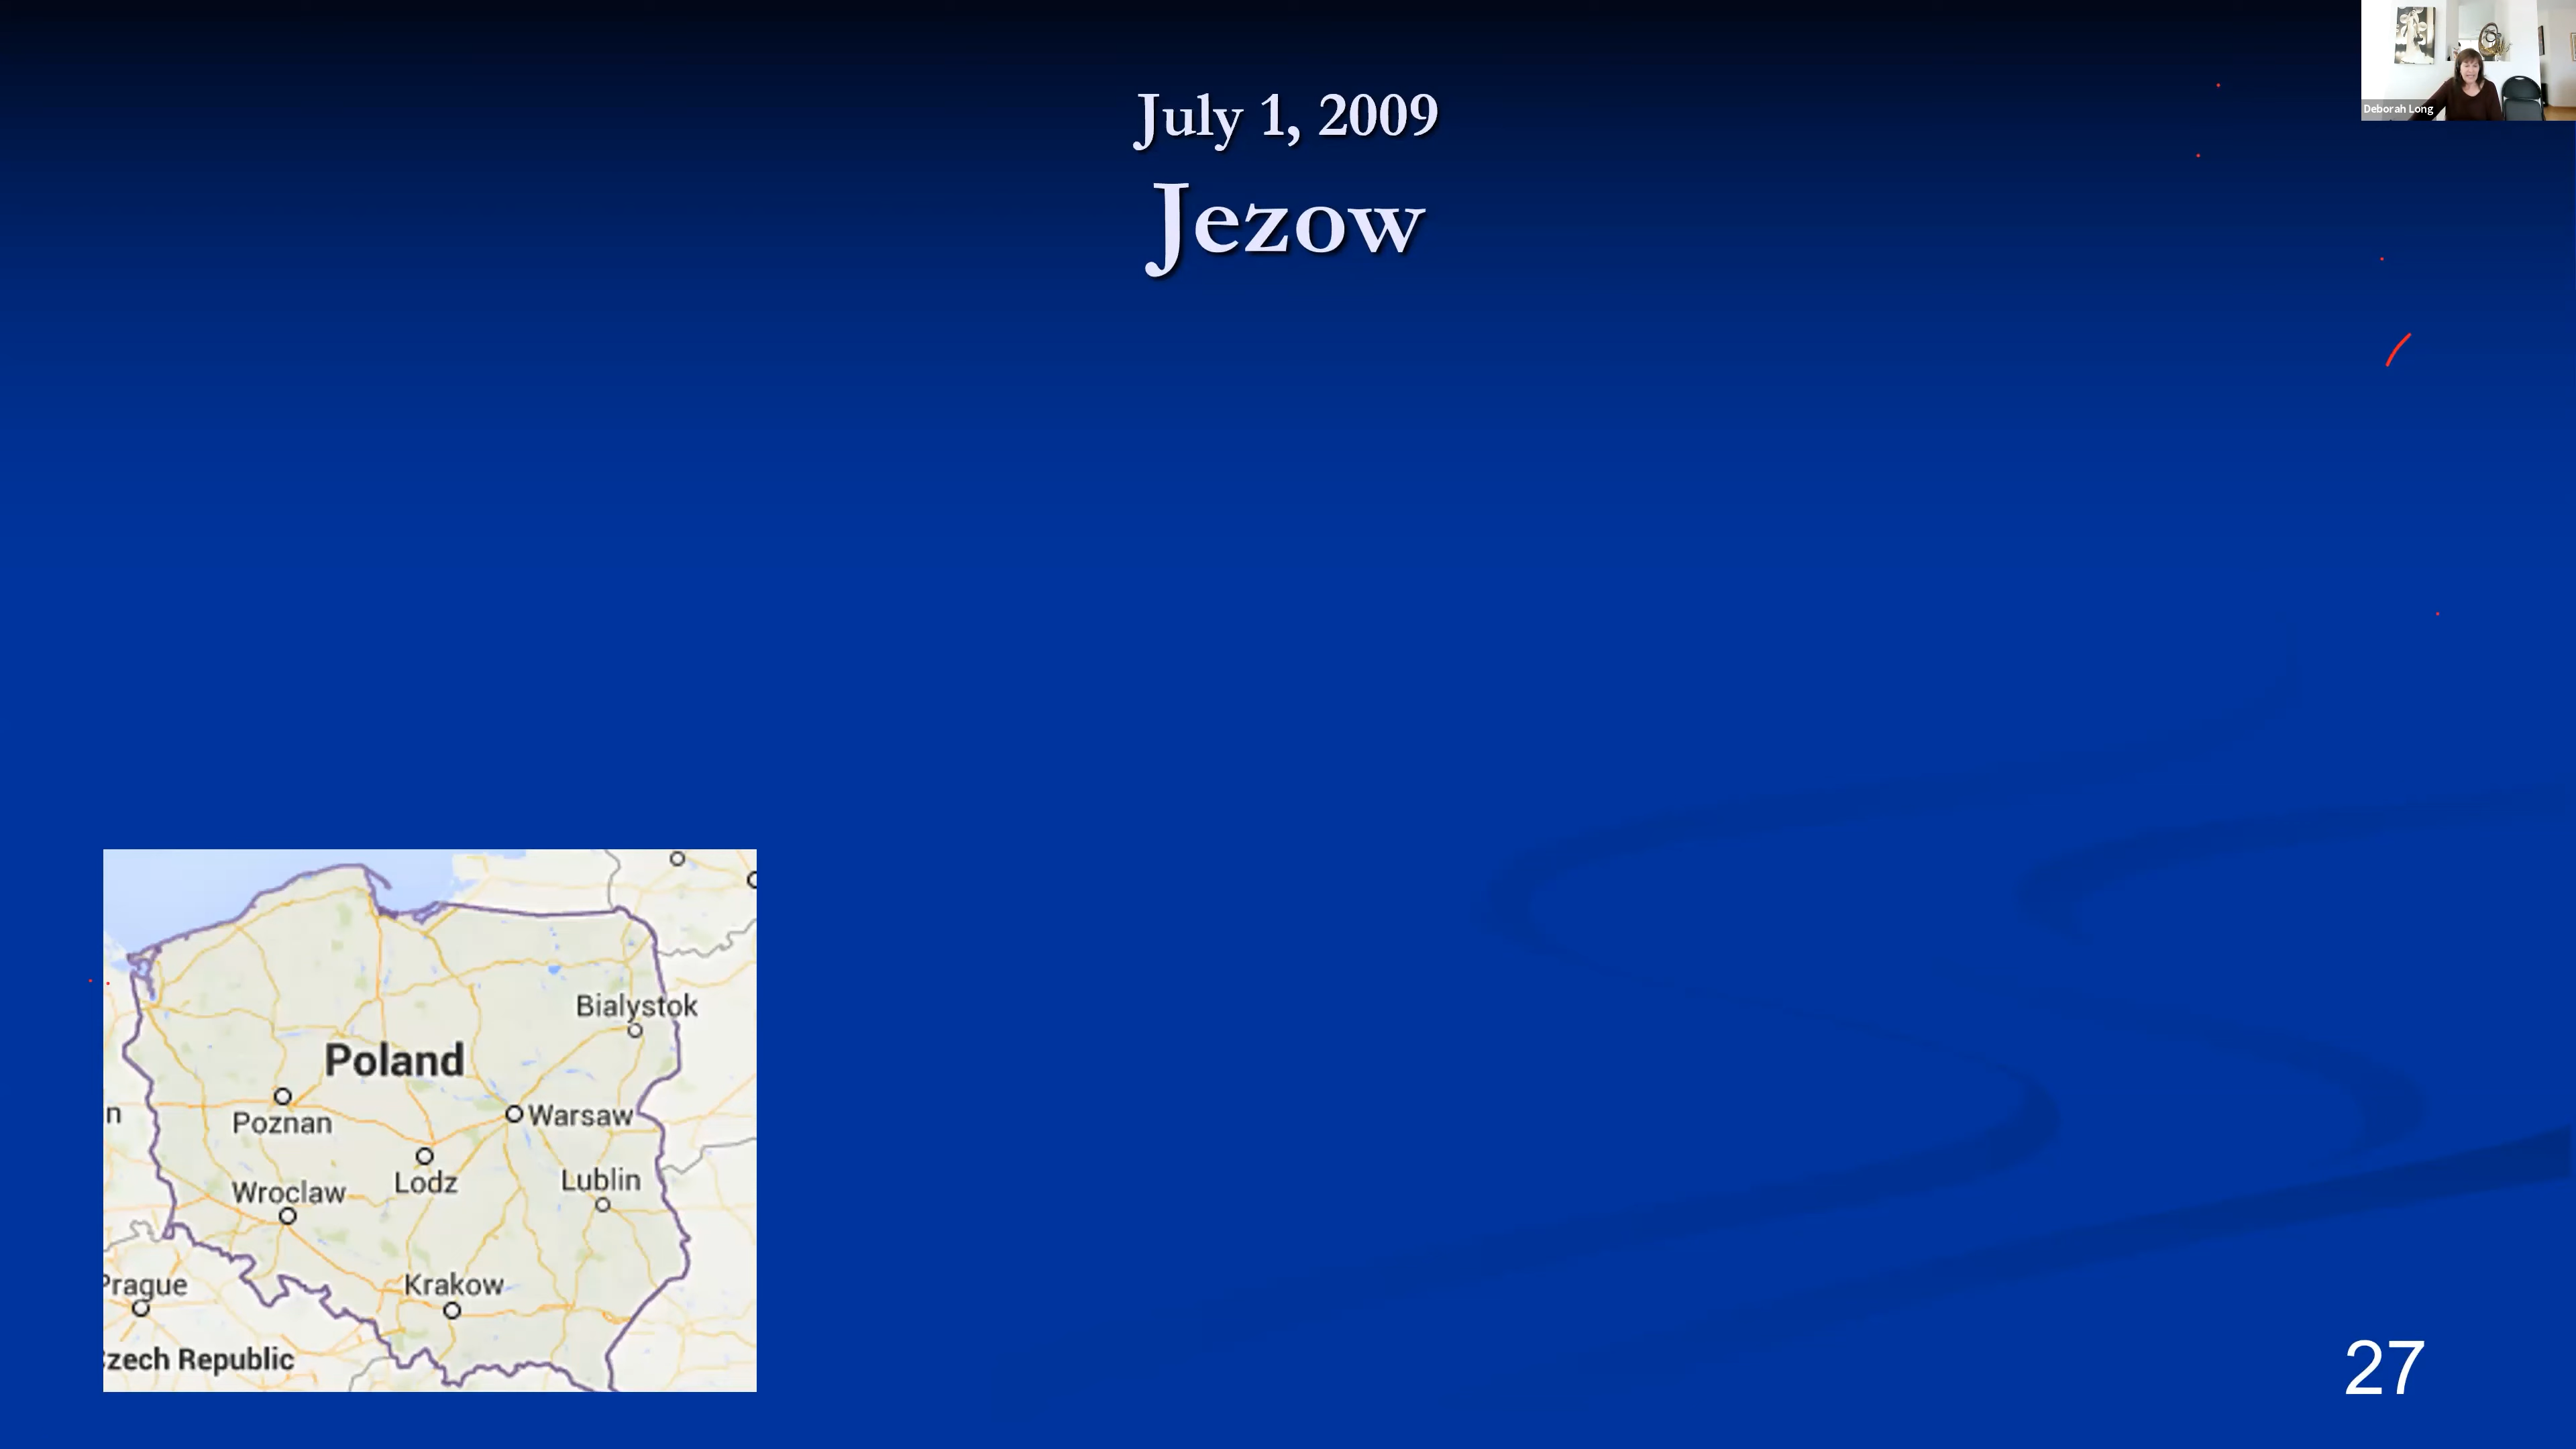 Deborah Long
July 1, 2009
Jezow
Bialystok
Poland
n
Poznan
Warsaw
Lodz
Lublin
Wroclaw
Prague
Krakow
zech Republic
27